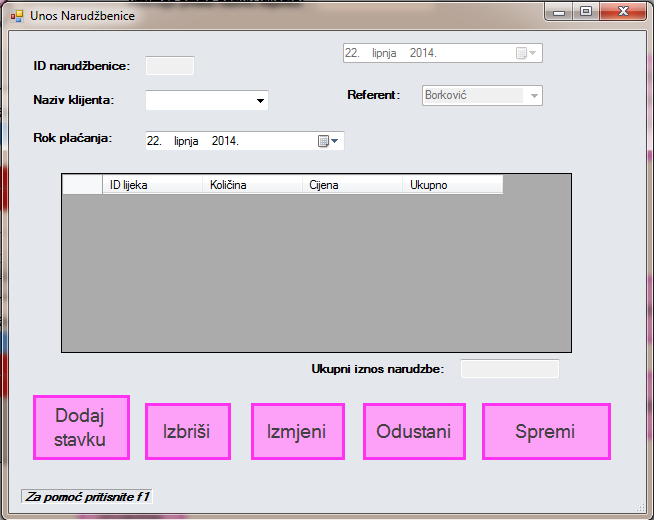 Unos Narudžbenice
22. lipnja 2014.
ID narudžbenice:
Naziv klijenta:
Referent: Borković
Rok plaćanja: 22. lipnja 2014.
ID lijeka Količina Cijena Ukupno
Ukupni iznos narudzbe:
Dodaj
stavku
Izbriši
Izmjeni
Odustani
Spremi
Za pomoć pritisnite f1